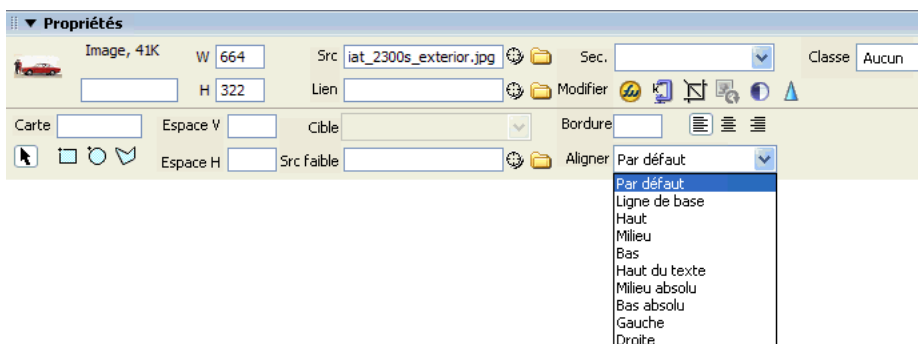 Propriétés
Image, 41K W 664 Src iat_2300s_exterior.jpg Sec. Classe Aucun
H 322 Lien Modifier
Carte Espace V Cible Bordure
Espace H Src faible Aligner Par défaut
Par défaut
Ligne de base
Haut
Milieu
Bas
Haut du texte
Milieu absolu
Bas absolu
Gauche
Droite